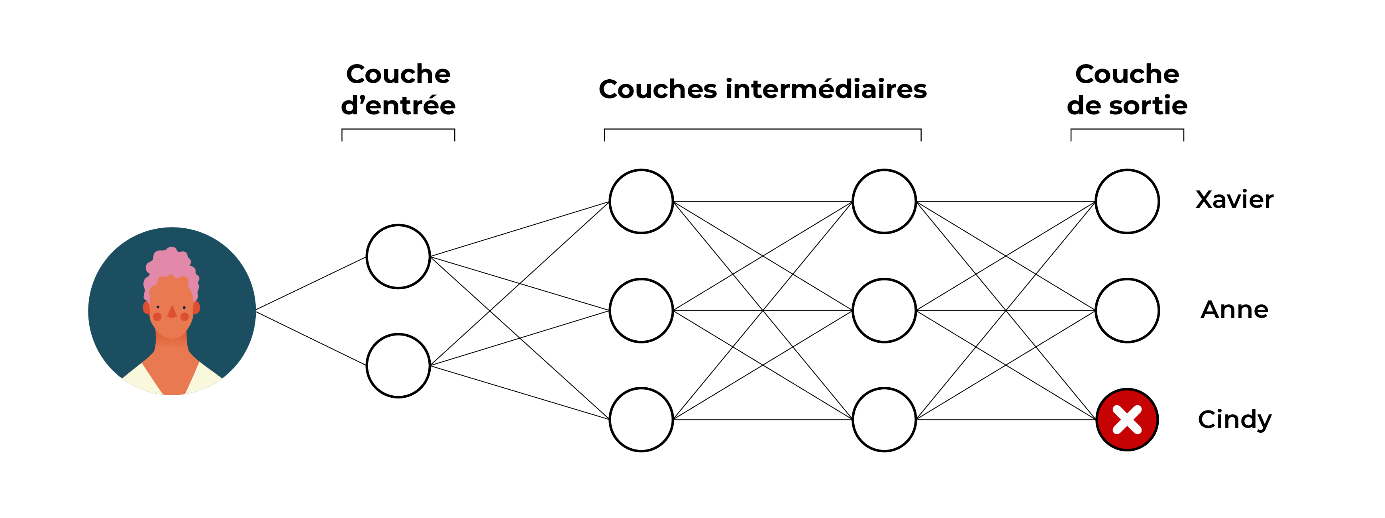 Couche
d’entrée
Couches intermédiaires
Couche
de sortie
Xavier
Anne
Cindy